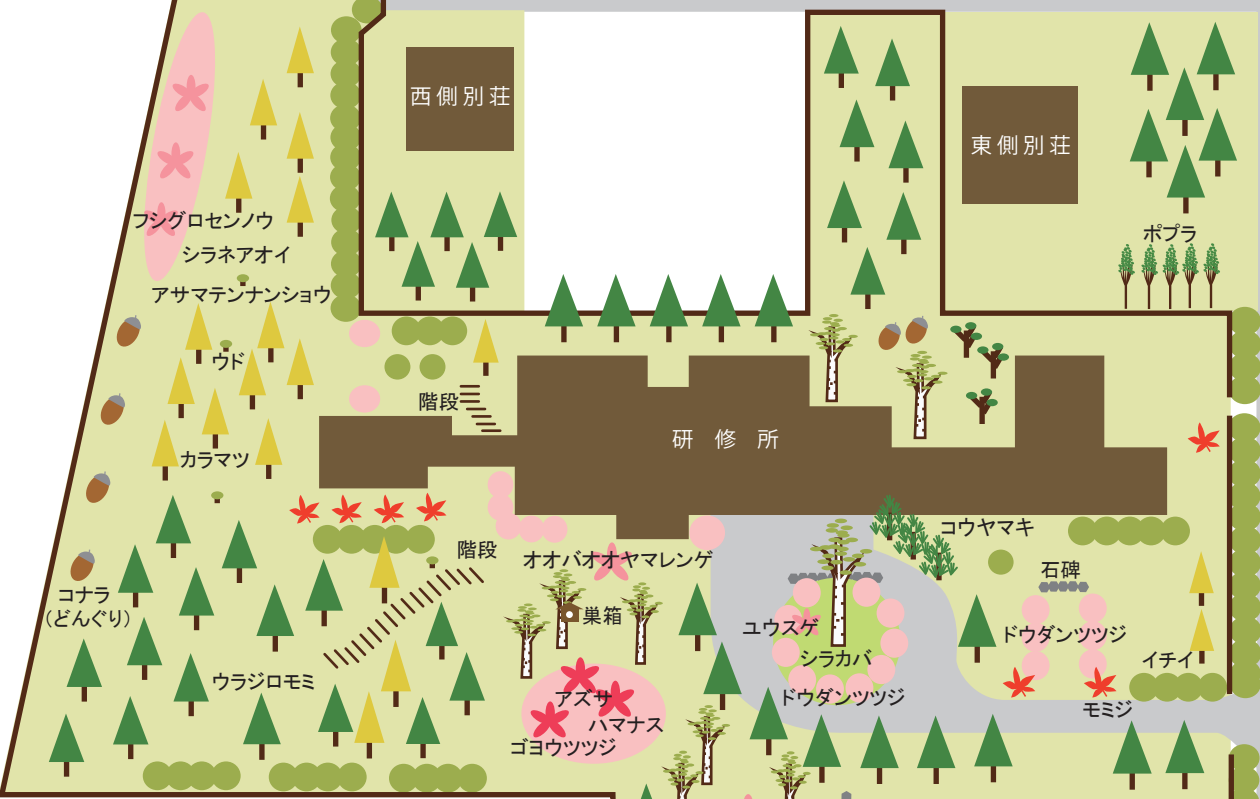 西側別荘
東側別荘
フシグロセンノウ
ポプラ
シラネアオイ
アサマテンナンショウ
ウド
階段
研修所
カラマツ
コウヤマキ
階段
オオバオオヤマレンゲ
石碑
コナラ
(どんぐり)
巣箱
ユウスゲ
ドウダンツツジ
シラカバ
イチイ
ウラジロモミ
アズサ
ドウダンツツジ
モミジ
ハマナス
ゴヨウツツジ